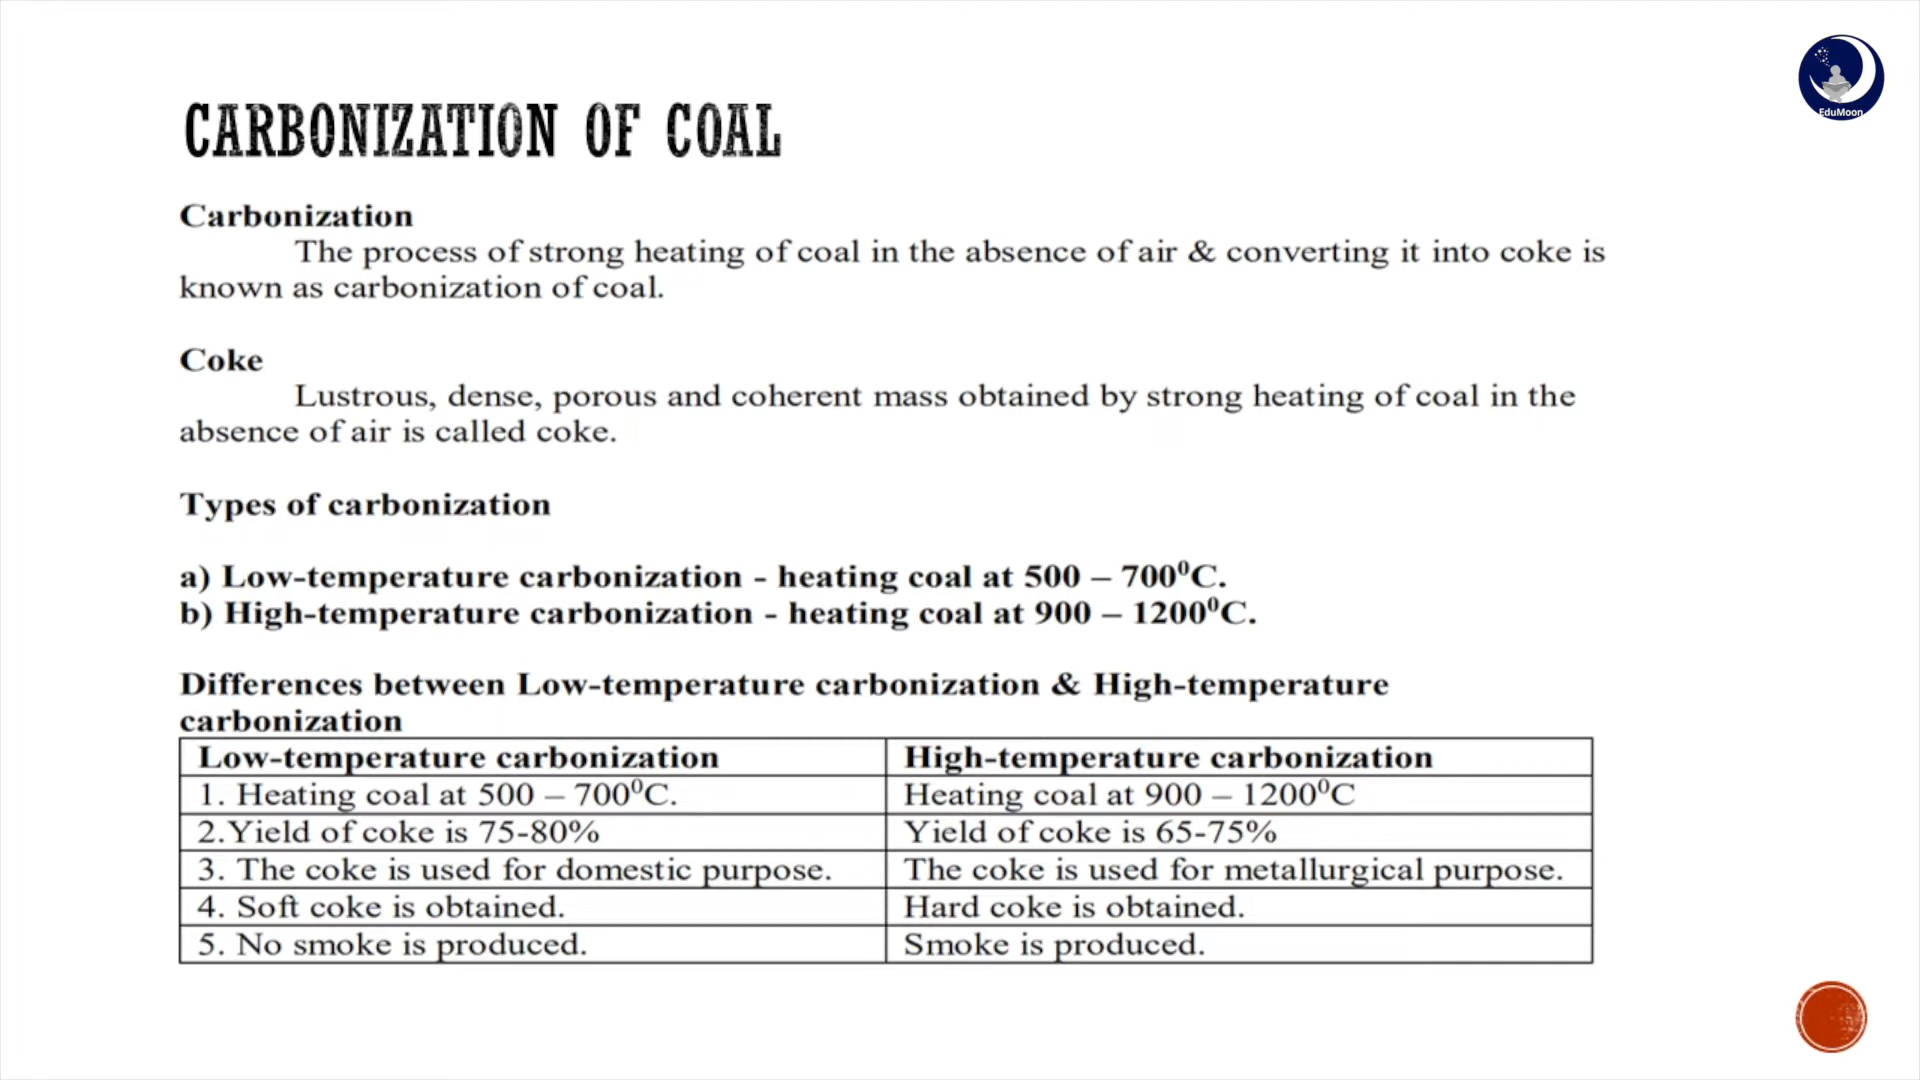 EduMoon
CARBONIZATION OF COAL
Carbonization
The process of strong heating of coal in the absence of air & converting it into coke is
known as carbonization of coal.
Coke
Lustrous, dense, porous and coherent mass obtained by strong heating of coal in the
absence of air is called coke.
Types of carbonization
a) Low-temperature carbonization - heating coal at 500 – 700⁰C.
b) High-temperature carbonization - heating coal at 900 – 1200⁰C.
Differences between Low-temperature carbonization & High-temperature
carbonization
Low-temperature carbonization High-temperature carbonization
1. Heating coal at 500 – 700⁰C. Heating coal at 900 – 1200⁰C
2.Yield of coke is 75-80% Yield of coke is 65-75%
3. The coke is used for domestic purpose. The coke is used for metallurgical purpose.
4. Soft coke is obtained. Hard coke is obtained.
5. No smoke is produced. Smoke is produced.